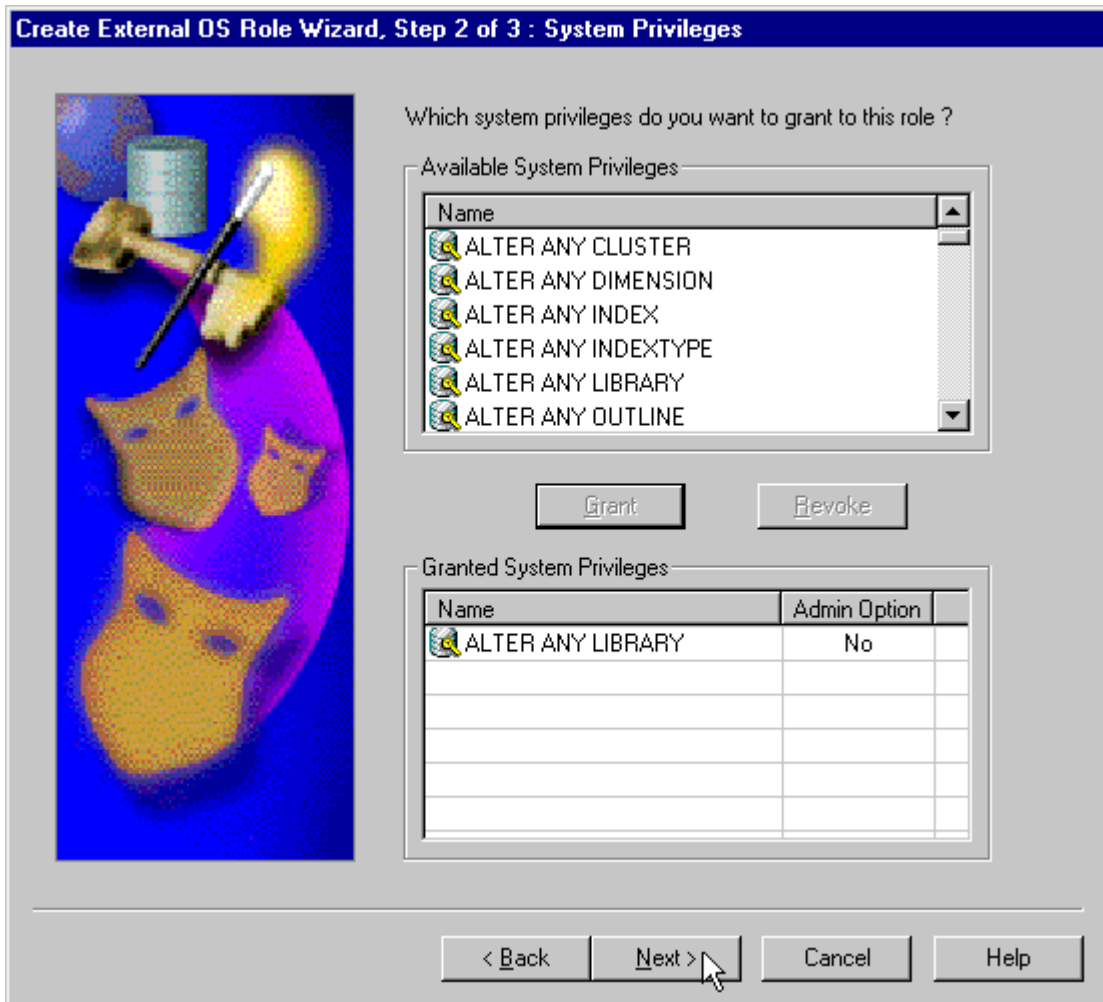 Create External OS Role Wizard, Step 2 of 3 : System Privileges
Which system privileges do you want to grant to this role ?
Available System Privileges
Name
ALTER ANY CLUSTER
ALTER ANY DIMENSION
ALTER ANY INDEX
ALTER ANY INDEXTYPE
ALTER ANY LIBRARY
ALTER ANY OUTLINE
Grant Revoke
Granted System Privileges
Name Admin Option
ALTER ANY LIBRARY No
< Back Next > Cancel Help